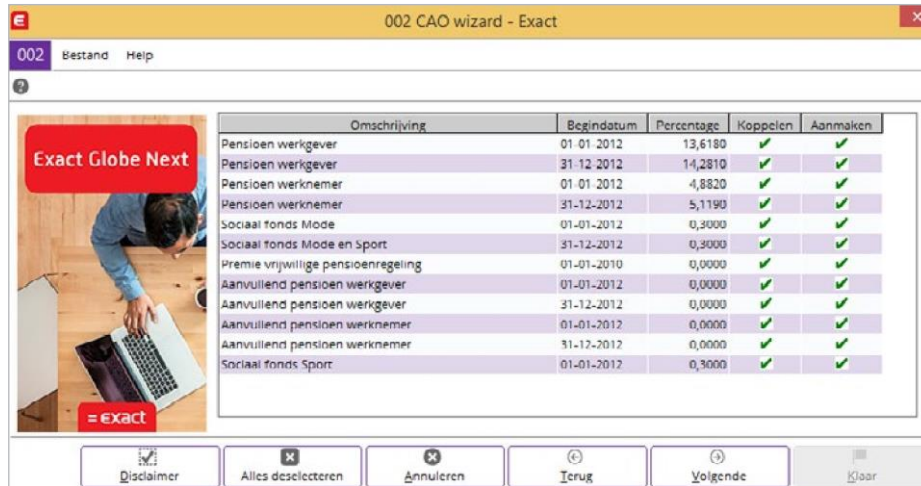 002 CAO wizard - Exact
002 Bestand Help
Exact Globe Next
= exact
Omschrijving Begindatum Percentage Koppelen Aanmaken
Pensioen werkgever 01-01-2012 13,6180
Pensioen werkgever 31-12-2012 14,2810
Pensioen werknemer 01-01-2012 4,8820
Pensioen werknemer 31-12-2012 5,1190
Sociaal fonds Mode 01-01-2012 0,3000
Sociaal fonds Mode en Sport 31-12-2012 0,3000
Premie vrijwillige pensioenregeling 01-01-2010 0,0000
Aanvullend pensioen werkgever 01-01-2012 0,0000
Aanvullend pensioen werkgever 31-12-2012 0,0000
Aanvullend pensioen werknemer 01-01-2012 0,0000
Aanvullend pensioen werknemer 31-12-2012 0,0000
Sociaal fonds Sport 01-01-2012 0,3000
Disclaimer Alles deselecteren Annuleren Terug Volgende Klaar